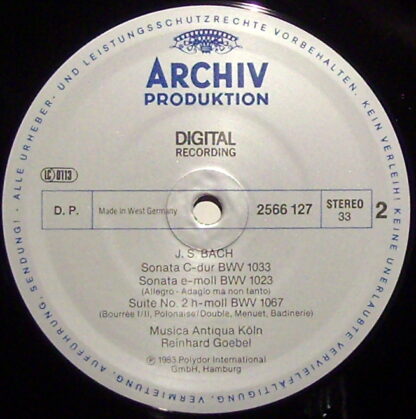 ALLE URHEBER- UND LEISTUNGSSCHUTZRECHTE VORBEHALTEN. KEIN VERLEIH! KEINE UNERLAUBTE VERVIELFÄLTIGUNG, VERMIETUNG, AUFFÜHRUNG, SENDUNG!
ARCHIV
PRODUKTION
DIGITAL
RECORDING
LC 0113
D. P. Made in West Germany 2566 127 STEREO 33 2
J. S. BACH
Sonata C-dur BWV 1033
Sonata e-moll BWV 1023
(Allegro - Adagio ma non tanto)
Suite No. 2 h-moll BWV 1067
(Bourrée I/II, Polonaise/Double, Menuet, Badinerie)
Musica Antiqua Köln
Reinhard Goebel
℗ 1983 Polydor International
GmbH, Hamburg